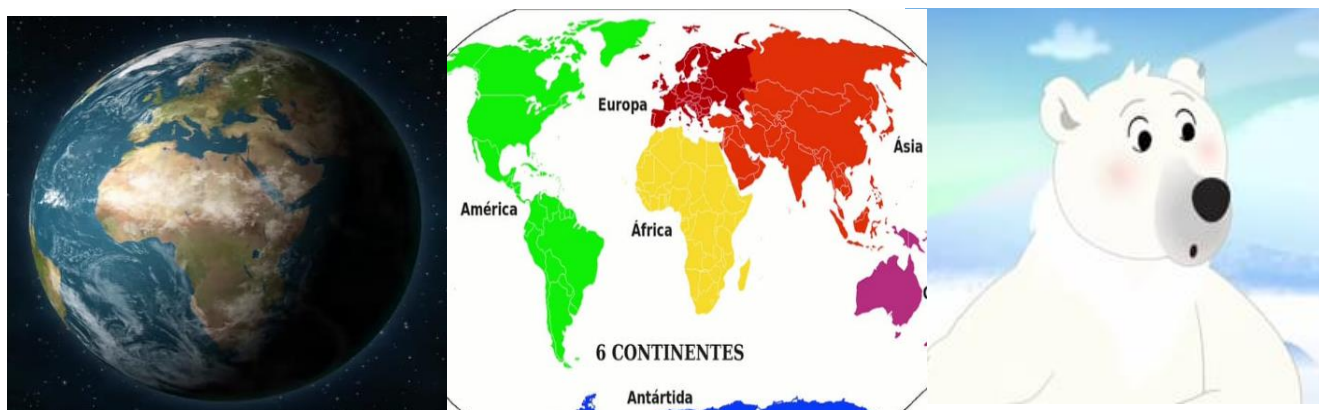 Europa
Ásia
América
África
6 CONTINENTES
Antártida